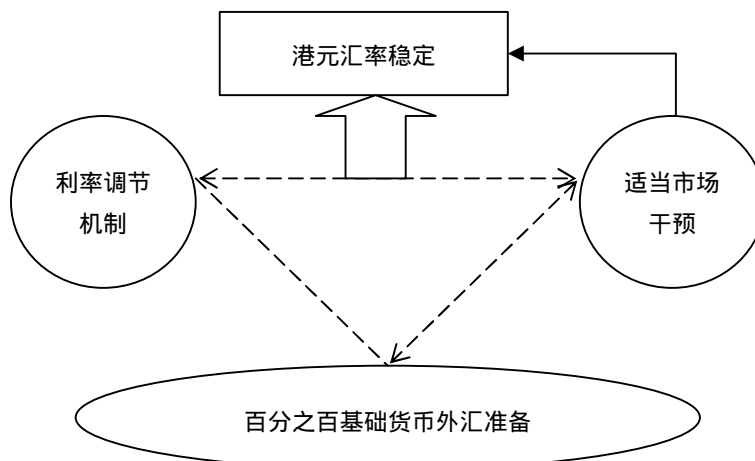 港元汇率稳定
利率调节
机制
适当市场
干预
百分之百基础货币外汇准备